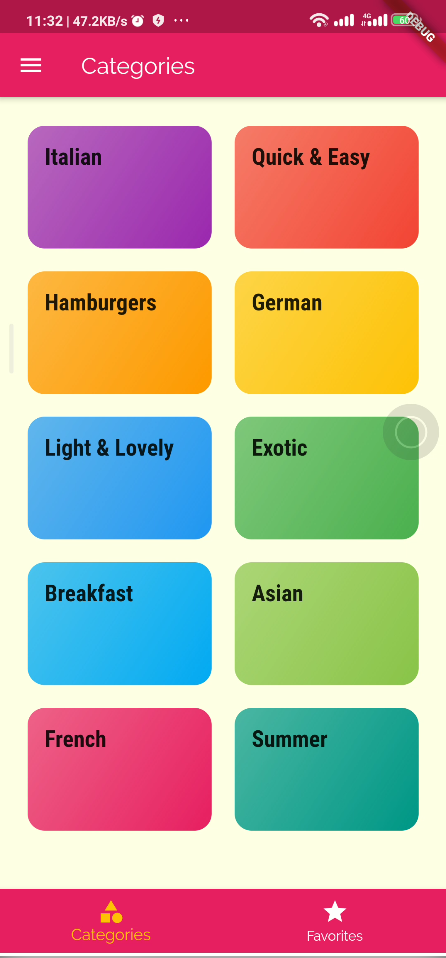 11:32 | 47.2KB/s ... 4G 60
DEBUG
Categories
Italian
Quick & Easy
Hamburgers
German
Light & Lovely
Exotic
Breakfast
Asian
French
Summer
Categories
Favorites